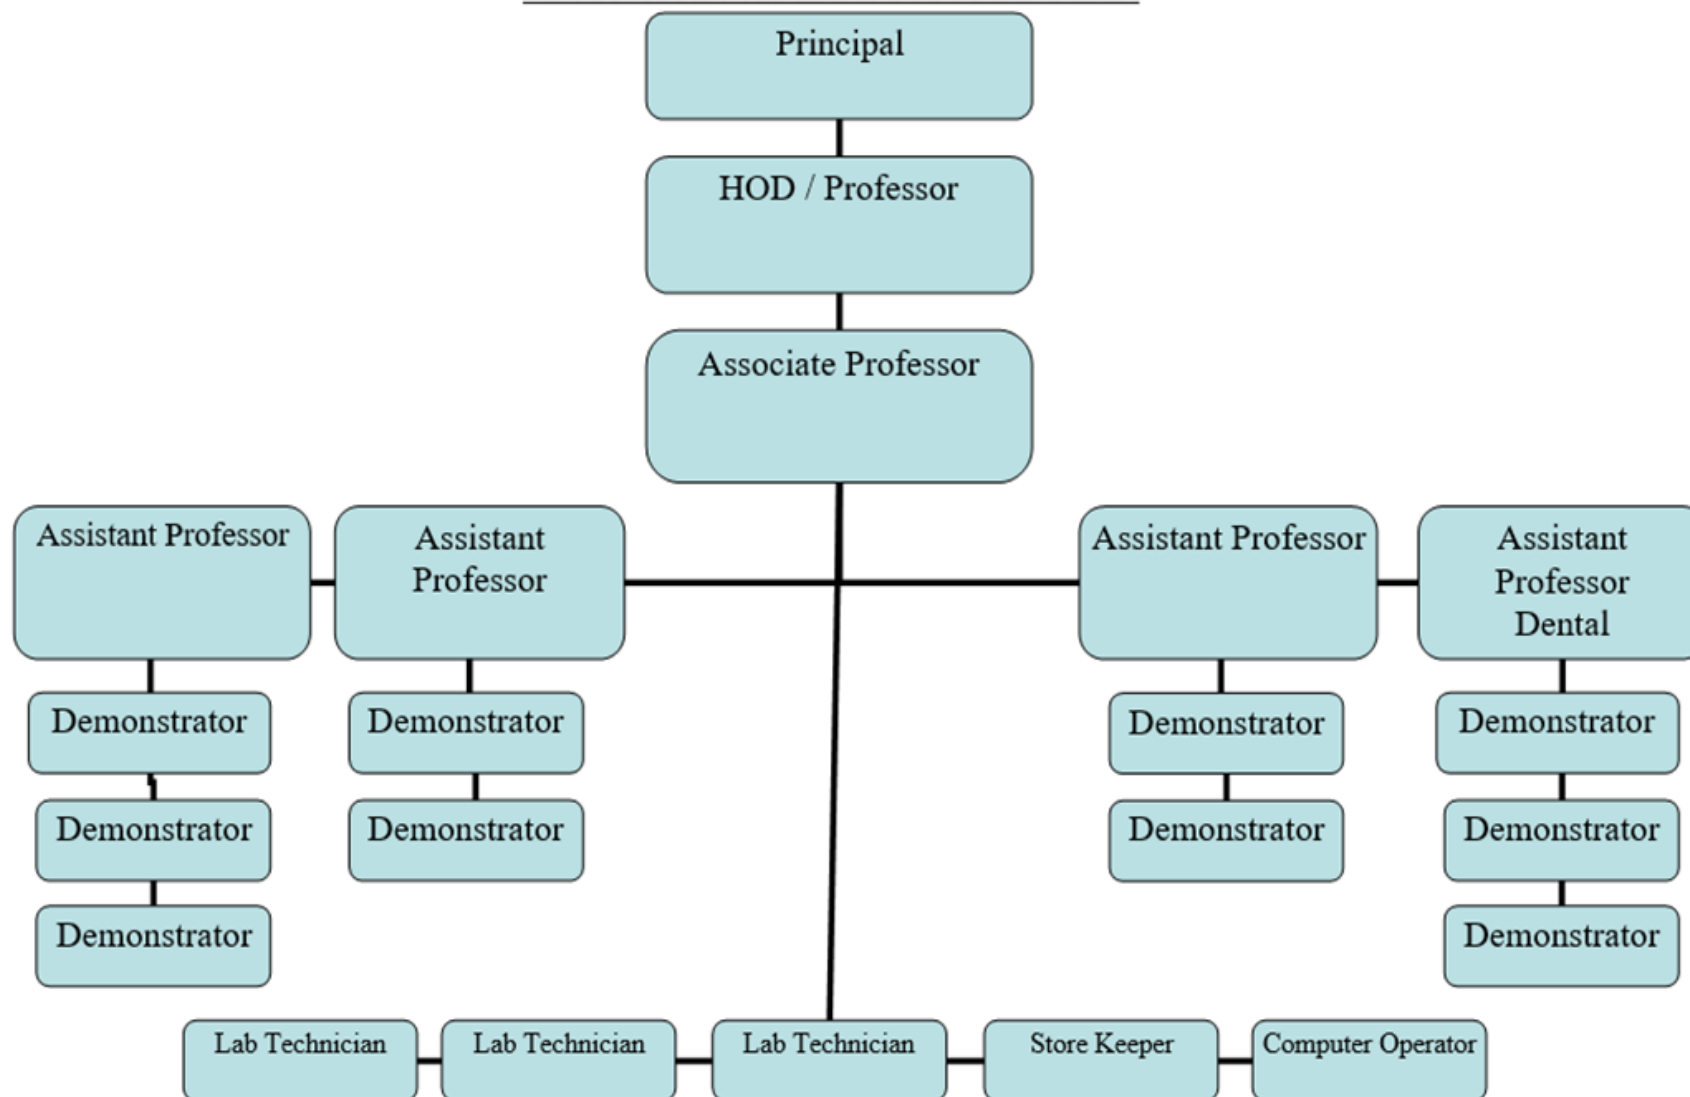 Principal
HOD / Professor
Associate Professor
Assistant Professor
Assistant
Professor
Assistant Professor
Assistant
Professor
Dental
Demonstrator
Demonstrator
Demonstrator
Demonstrator
Demonstrator
Demonstrator
Demonstrator
Demonstrator
Demonstrator
Demonstrator
Lab Technician
Lab Technician
Lab Technician
Store Keeper
Computer Operator